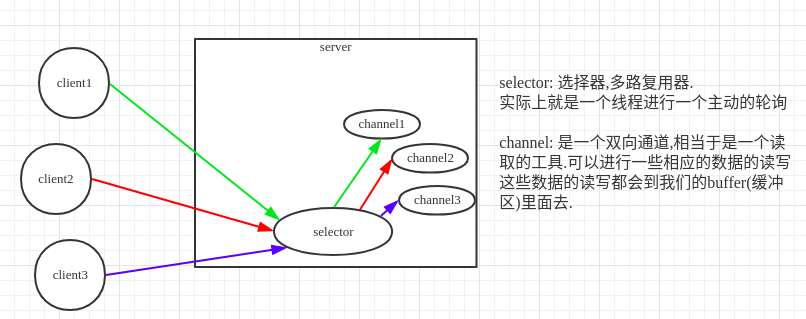 server
client1
client2
client3
channel1
channel2
channel3
selector
selector: 选择器,多路复用器.
实际上就是一个线程进行一个主动的轮询
channel: 是一个双向通道,相当于是一个读
取的工具.可以进行一些相应的数据的读写
这些数据的读写都会到我们的buffer(缓冲
区)里面去.